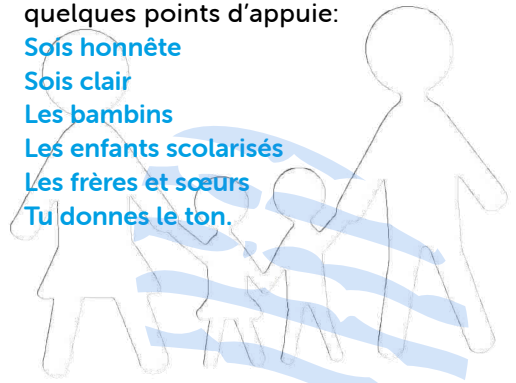 quelques points d’appuie:
Sois honnête
Sois clair
Les bambins
Les enfants scolarisés
Les frères et sœurs
Tu donnes le ton.